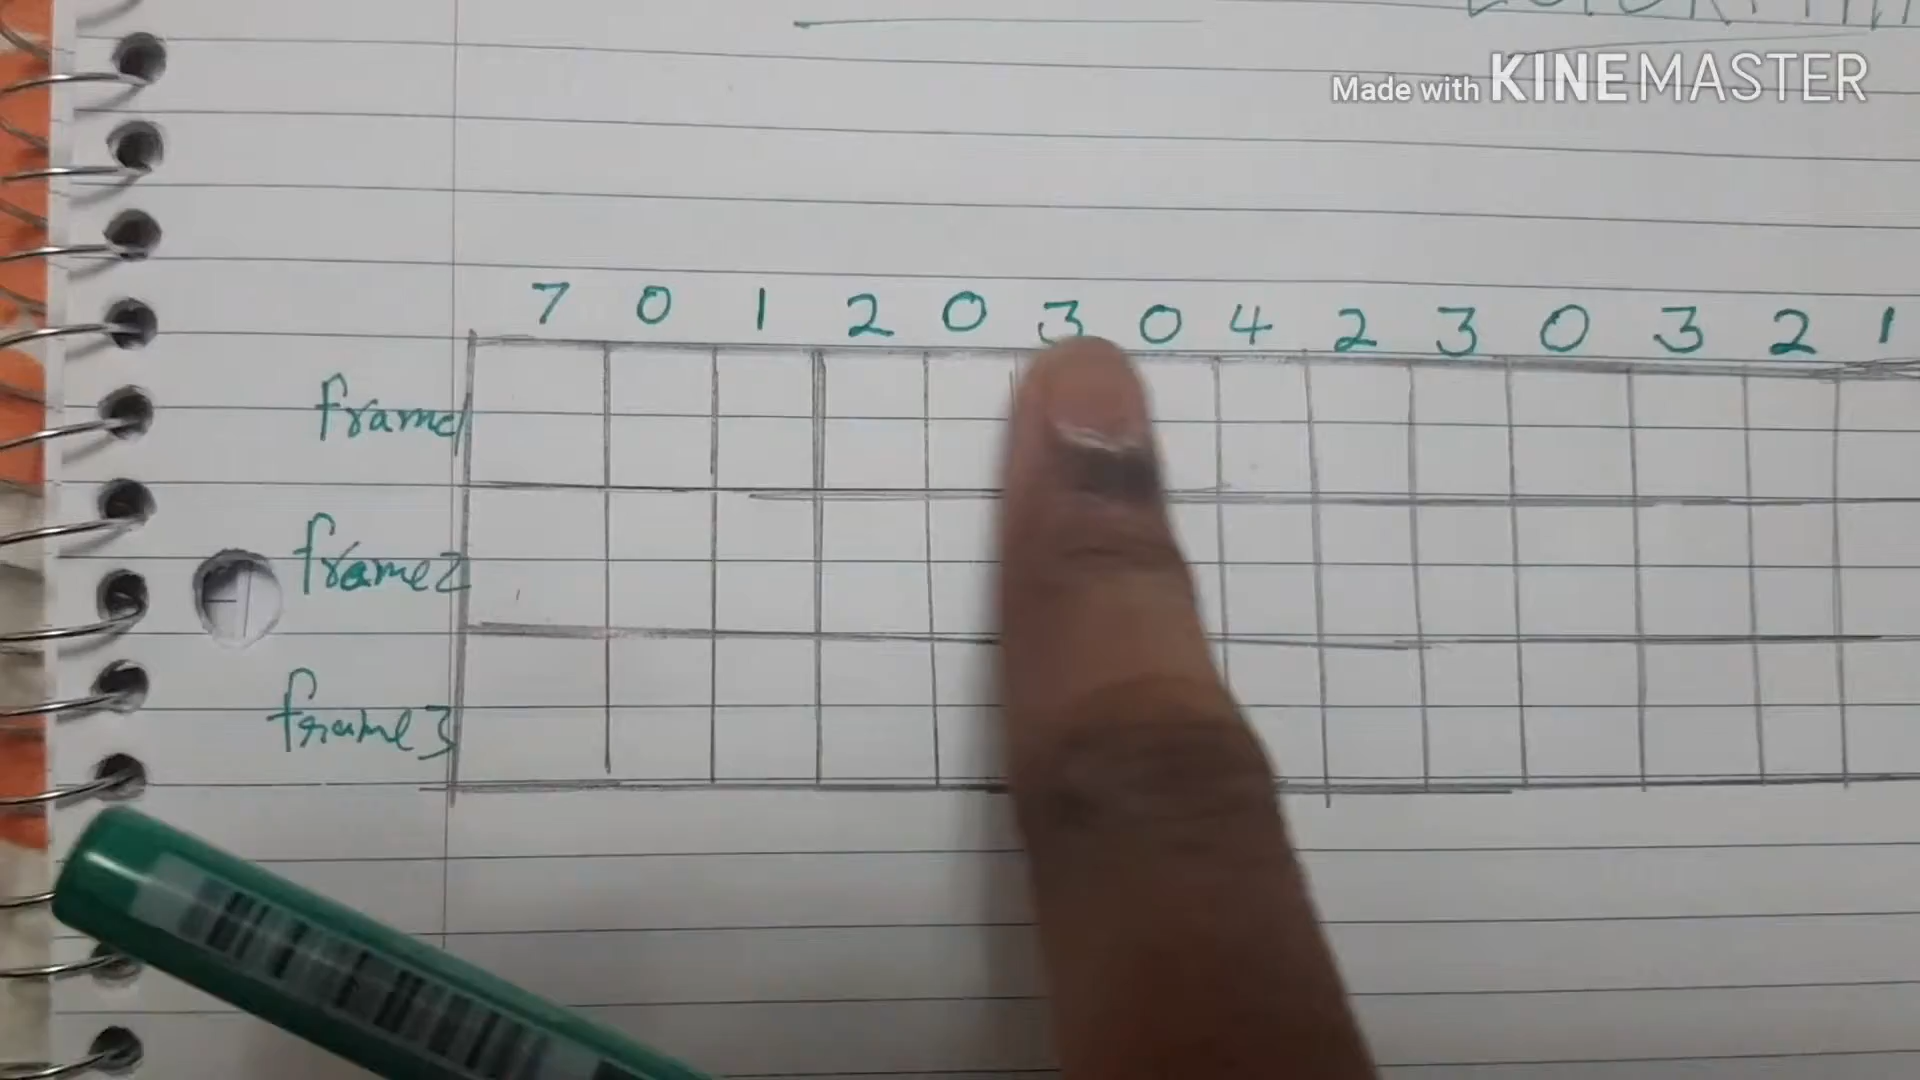 Made with KINEMASTER
7 0 1 2 0 3 0 4 2 3 0 3 2 1
frame1
frame2
frame3